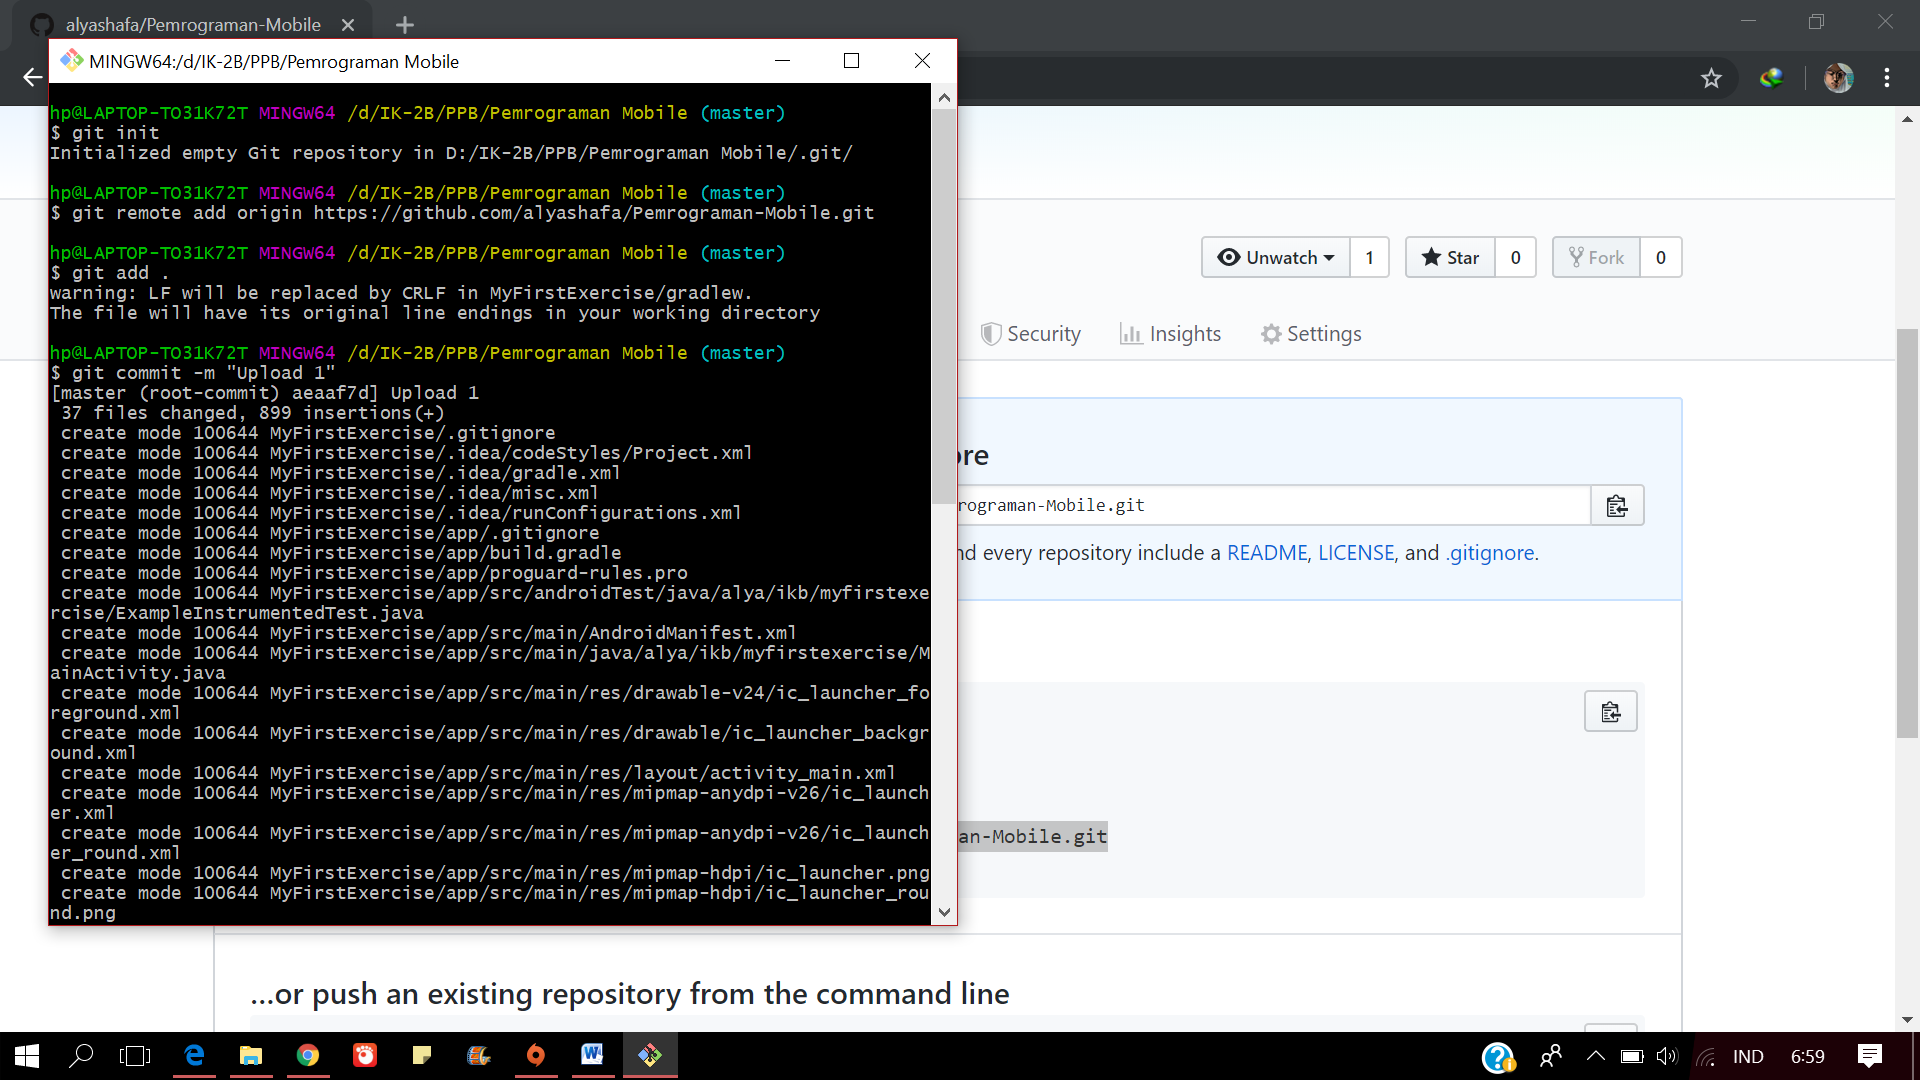 alyashafa/Pemrograman-Mobile
MINGW64:/d/IK-2B/PPB/Pemrograman Mobile
hp@LAPTOP-TO31K72T MINGW64 /d/IK-2B/PPB/Pemrograman Mobile (master)
$ git init
Initialized empty Git repository in D:/IK-2B/PPB/Pemrograman Mobile/.git/
hp@LAPTOP-TO31K72T MINGW64 /d/IK-2B/PPB/Pemrograman Mobile (master)
$ git remote add origin https://github.com/alyashafa/Pemrograman-Mobile.git
hp@LAPTOP-TO31K72T MINGW64 /d/IK-2B/PPB/Pemrograman Mobile (master)
$ git add .
warning: LF will be replaced by CRLF in MyFirstExercise/gradlew.
The file will have its original line endings in your working directory
hp@LAPTOP-TO31K72T MINGW64 /d/IK-2B/PPB/Pemrograman Mobile (master)
$ git commit -m "Upload 1"
[master (root-commit) aeaaf7d] Upload 1
37 files changed, 899 insertions(+)
create mode 100644 MyFirstExercise/.gitignore
create mode 100644 MyFirstExercise/.idea/codeStyles/Project.xml
create mode 100644 MyFirstExercise/.idea/gradle.xml
create mode 100644 MyFirstExercise/.idea/misc.xml
create mode 100644 MyFirstExercise/.idea/runConfigurations.xml
create mode 100644 MyFirstExercise/app/.gitignore
create mode 100644 MyFirstExercise/app/build.gradle
create mode 100644 MyFirstExercise/app/proguard-rules.pro
create mode 100644 MyFirstExercise/app/src/androidTest/java/alya/ikb/myfirstexe
rcise/ExampleInstrumentedTest.java
create mode 100644 MyFirstExercise/app/src/main/AndroidManifest.xml
create mode 100644 MyFirstExercise/app/src/main/java/alya/ikb/myfirstexercise/M
ainActivity.java
create mode 100644 MyFirstExercise/app/src/main/res/drawable-v24/ic_launcher_fo
reground.xml
create mode 100644 MyFirstExercise/app/src/main/res/drawable/ic_launcher_backgr
ound.xml
create mode 100644 MyFirstExercise/app/src/main/res/layout/activity_main.xml
create mode 100644 MyFirstExercise/app/src/main/res/mipmap-anydpi-v26/ic_launch
er.xml
create mode 100644 MyFirstExercise/app/src/main/res/mipmap-anydpi-v26/ic_launch
er_round.xml
create mode 100644 MyFirstExercise/app/src/main/res/mipmap-hdpi/ic_launcher.png
create mode 100644 MyFirstExercise/app/src/main/res/mipmap-hdpi/ic_launcher_rou
nd.png
Unwatch 1 Star 0 Fork 0
Security Insights Settings
ore
rograman-Mobile.git
nd every repository include a README, LICENSE, and .gitignore.
an-Mobile.git
...or push an existing repository from the command line
IND 6:59